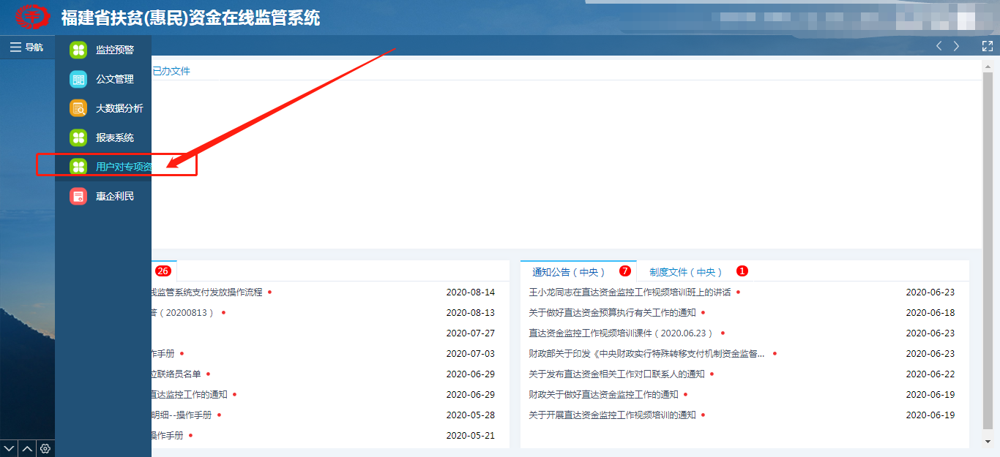 福建省扶贫(惠民)资金在线监管系统
导航
监控预警
公文管理
大数据分析
报表系统
用户对专项资
惠企利民
已办文件
26
线监管系统支付发放操作流程 2020-08-14
答（20200813） 2020-08-13
2020-07-27
作手册 2020-07-03
位联络员名单 2020-06-29
直达监控工作的通知 2020-06-29
明细--操作手册 2020-05-28
操作手册 2020-05-21
通知公告（中央） 7 制度文件（中央） 1
王小龙同志在直达资金监控工作视频培训班上的讲话 2020-06-23
关于做好直达资金预算执行有关工作的通知 2020-06-18
直达资金监控工作视频培训课件（2020.06.23） 2020-06-23
财政部关于印发《中央财政实行特殊转移支付机制资金监督... 2020-06-23
关于发布直达资金相关工作对口联系人的通知 2020-06-22
财政关于做好直达资金监控工作的通知 2020-06-19
关于开展直达资金监控工作视频培训的通知 2020-06-19